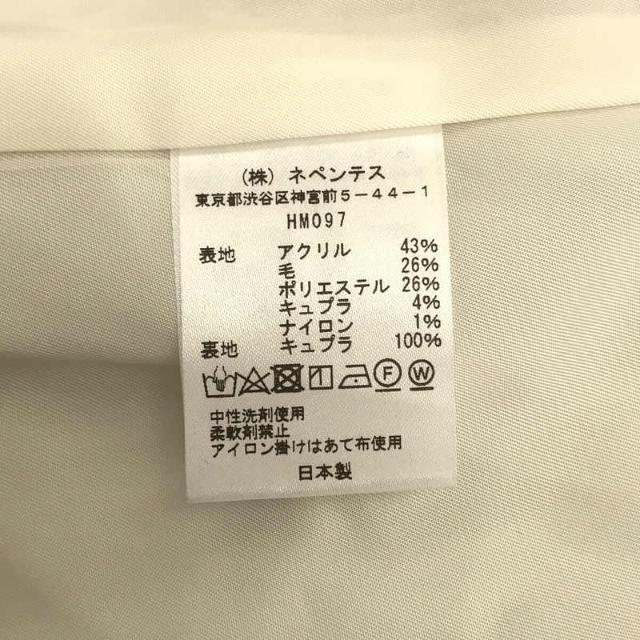 （株）ネペンテス
東京都渋谷区神宮前５－４４－１
HM097
表地 アクリル 43%
毛 26%
ポリエステル 26%
キュプラ 4%
ナイロン 1%
裏地 キュプラ 100%
F W
中性洗剤使用
柔軟剤禁止
アイロン掛けはあて布使用
日本製